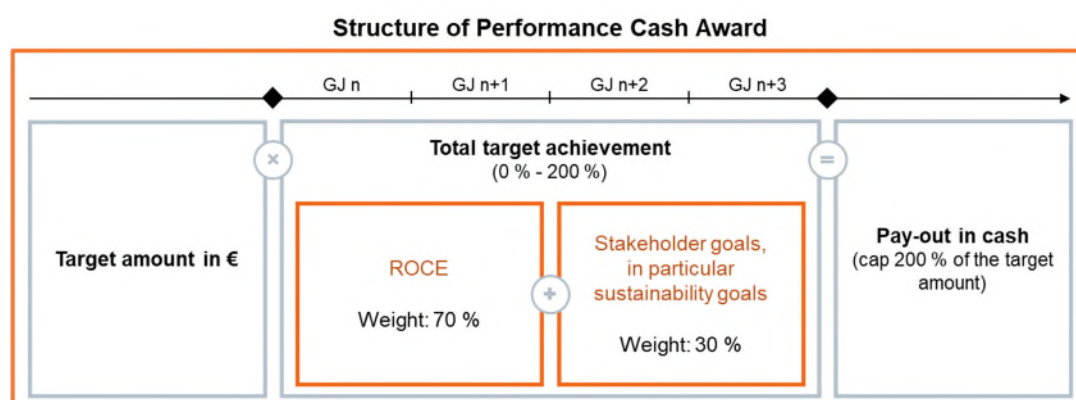 Structure of Performance Cash Award
GJ n
GJ n+1
GJ n+2
GJ n+3
Target amount in €
×
Total target achievement
(0 % - 200 %)
ROCE
Weight: 70 %
+
Stakeholder goals,
in particular
sustainability goals
Weight: 30 %
=
Pay-out in cash
(cap 200 % of the target
amount)